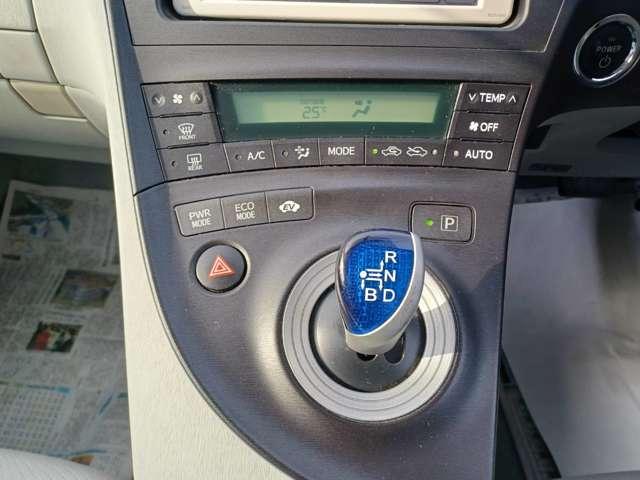 POWER
TEMP
FRONT
25°
OFF
REAR
A/C
MODE
AUTO
PWR MODE
ECO MODE
EV
P
R
N
B D